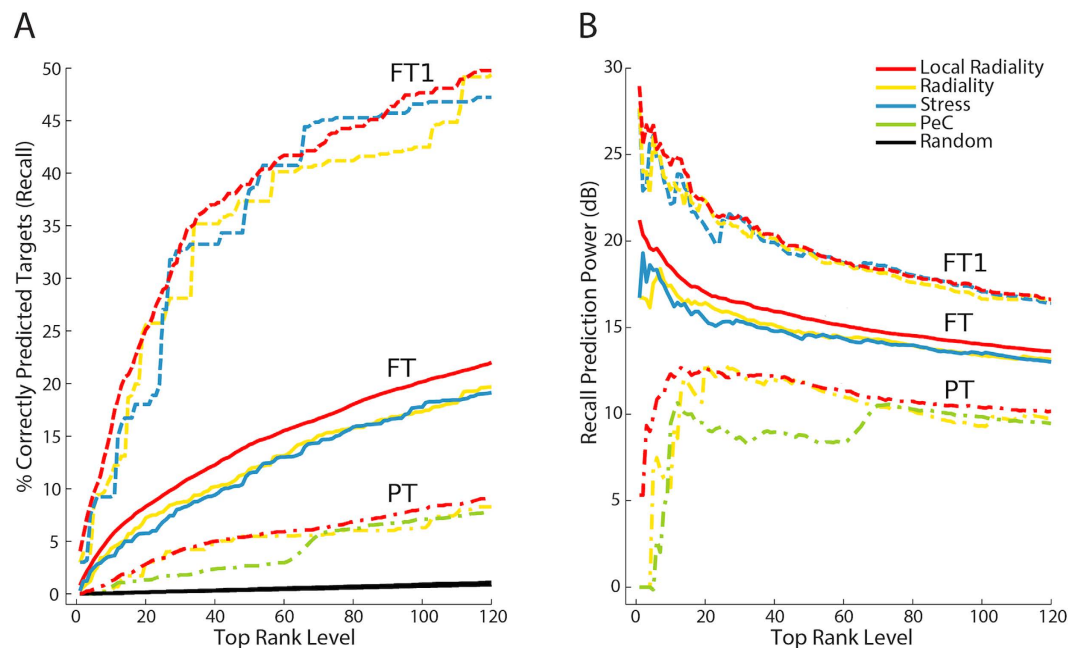 A
B
% Correctly Predicted Targets (Recall)
50
45
40
35
30
25
20
15
10
5
0
FT1
FT
PT
0 20 40 60 80 100 120
Top Rank Level
Recall Prediction Power (dB)
30
25
20
15
10
5
0
Local Radiality
Radiality
Stress
PeC
Random
FT1
FT
PT
0 20 40 60 80 100 120
Top Rank Level